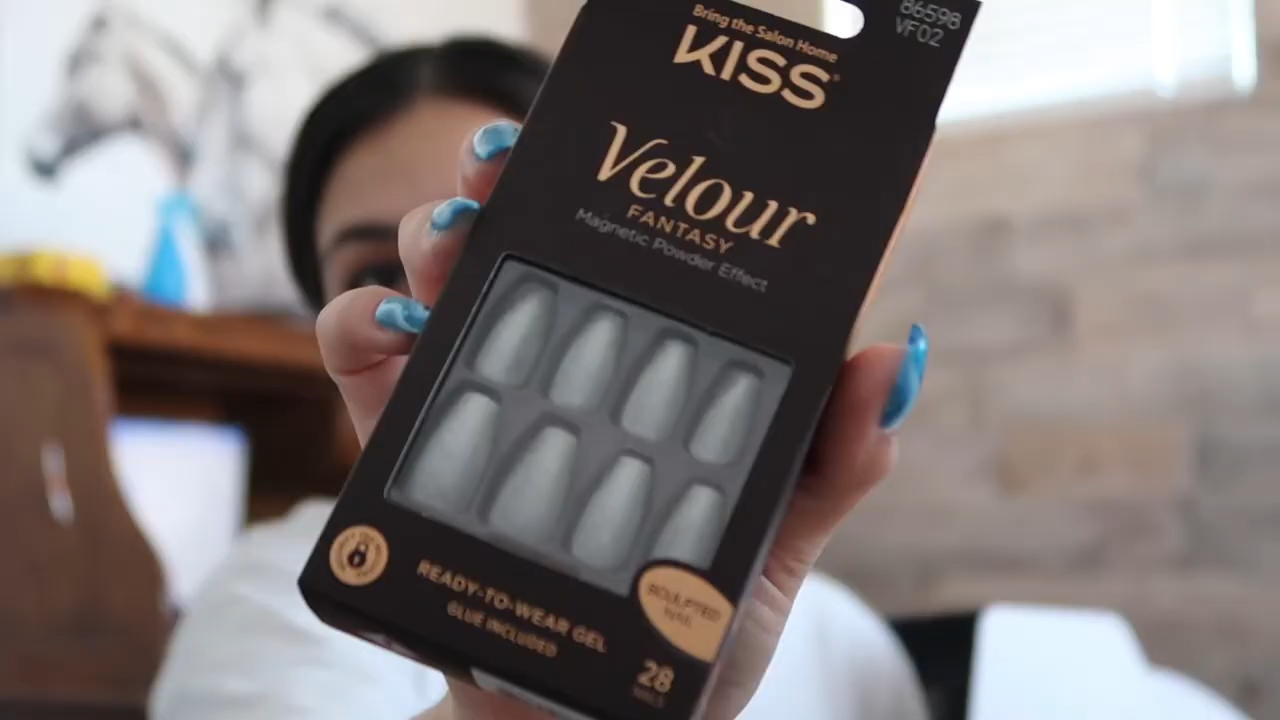 86598
VF02
Bring the Salon Home
KISS
Velour
FANTASY
Magnetic Powder Effect
READY-TO-WEAR GEL
GLUE INCLUDED
SCULPTED
28
NAILS